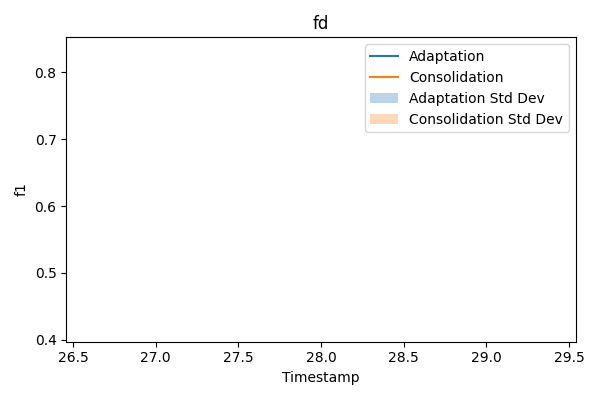 fd
Adaptation
Consolidation
Adaptation Std Dev
Consolidation Std Dev
f1
0.8
0.7
0.6
0.5
0.4
26.5 27.0 27.5 28.0 28.5 29.0 29.5
Timestamp